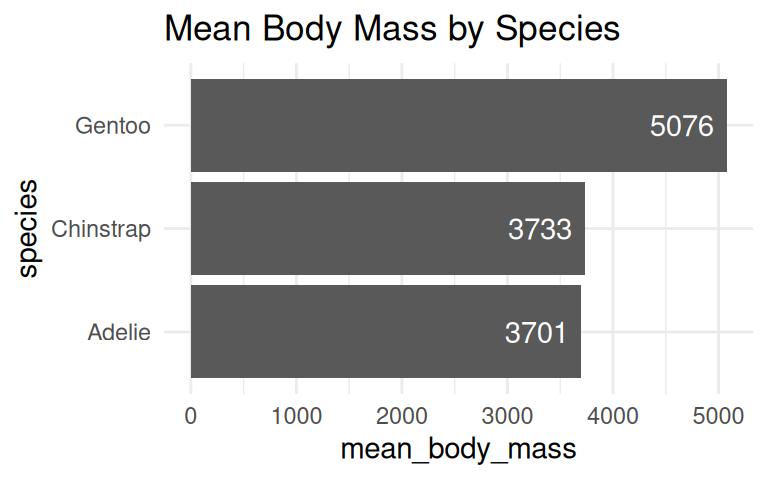 Mean Body Mass by Species
species
Gentoo
5076
Chinstrap
3733
Adelie
3701
0 1000 2000 3000 4000 5000
mean_body_mass